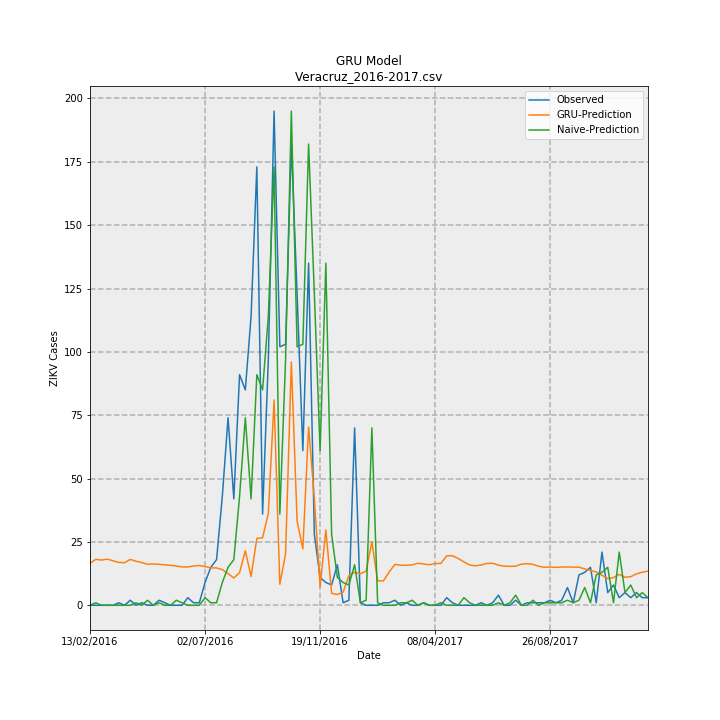 GRU Model
Veracruz_2016-2017.csv
Observed
GRU-Prediction
Naive-Prediction
200
175
150
125
100
75
50
25
0
ZIKV Cases
13/02/2016 02/07/2016 19/11/2016 08/04/2017 26/08/2017
Date